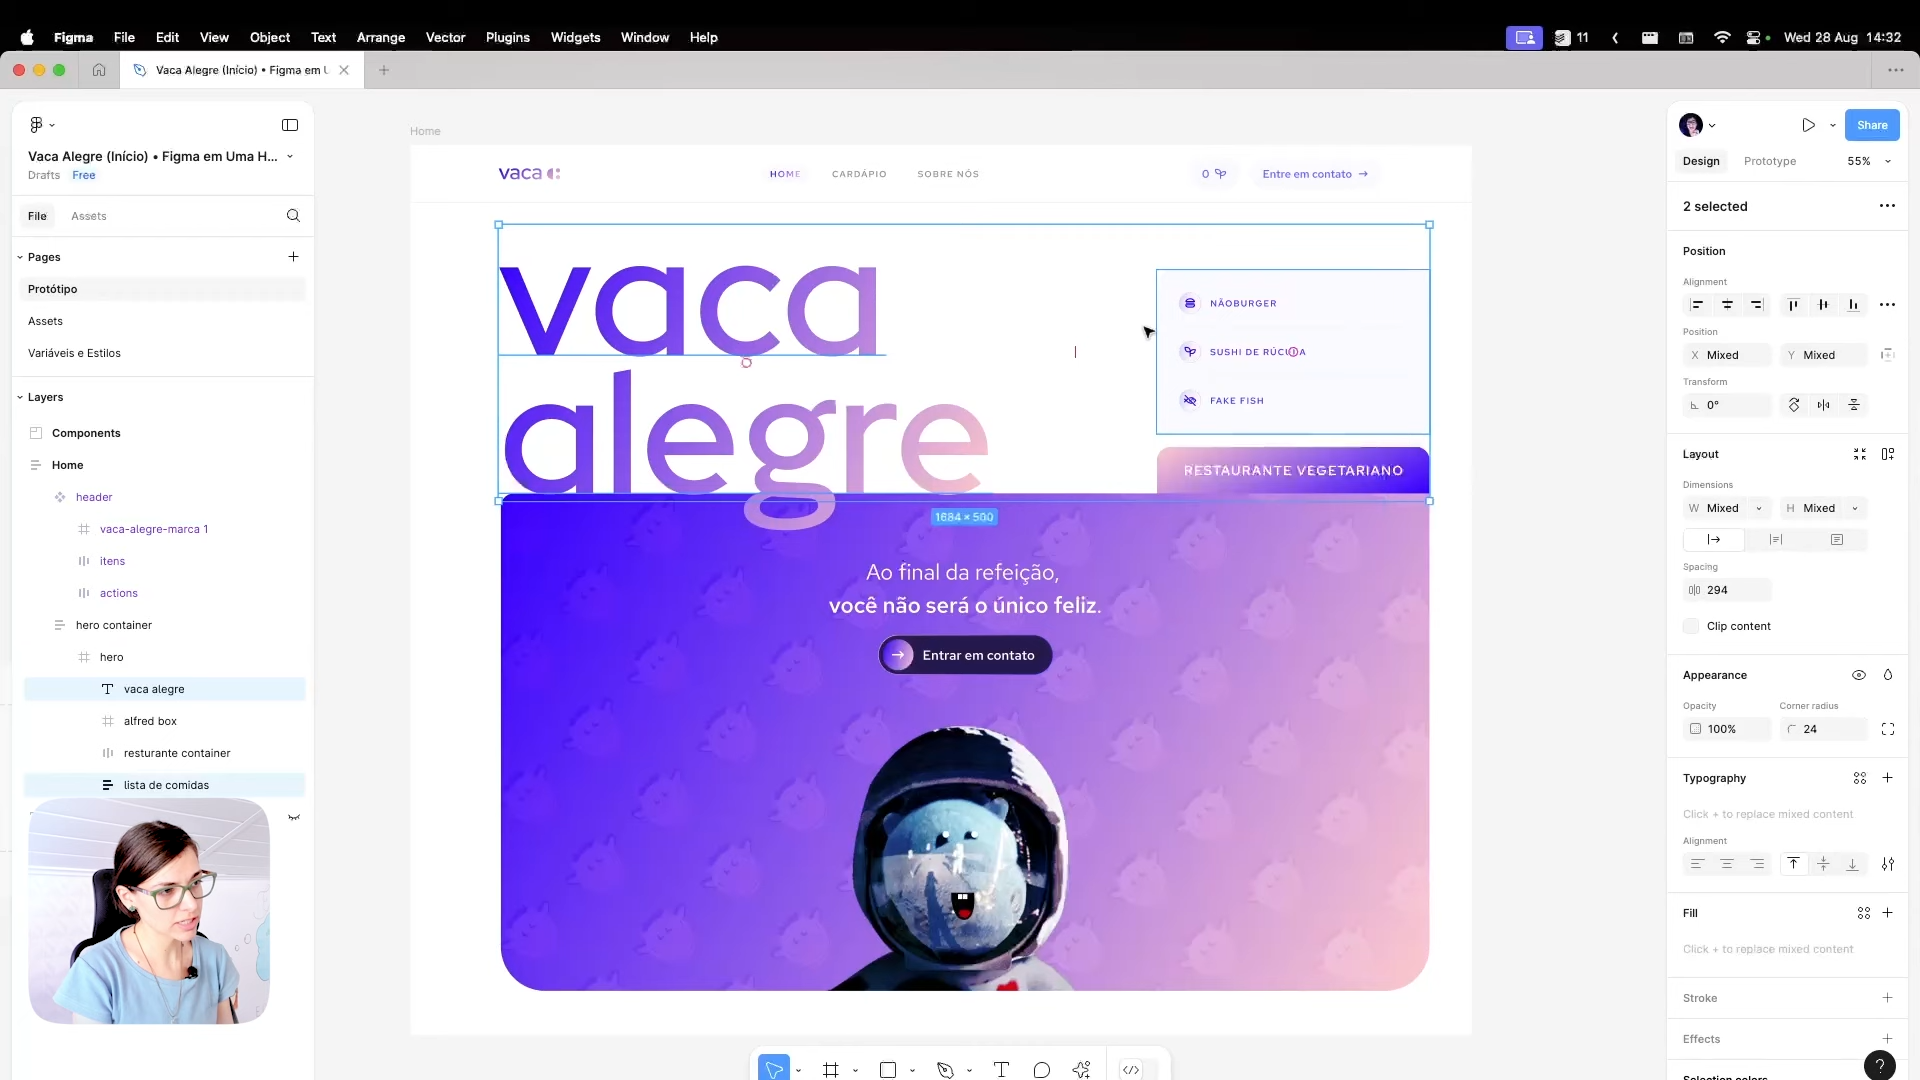 Figma File Edit View Object Text Arrange Vector Plugins Widgets Window Help
11 Wed 28 Aug 14:32
Vaca Alegre (Início) • Figma em U
Vaca Alegre (Início) • Figma em Uma H...
Drafts Free
File Assets
Pages
Protótipo
Assets
Variáveis e Estilos
Layers
Components
Home
header
vaca-alegre-marca 1
itens
actions
hero container
hero
vaca alegre
alfred box
resturante container
lista de comidas
Home
vaca
HOME CARDÁPIO SOBRE NÓS
0
Entre em contato →
vaca
alegre
NÃOBURGER
SUSHI DE RÚCULA
FAKE FISH
RESTAURANTE VEGETARIANO
1684 × 500
Ao final da refeição,
você não será o único feliz.
→ Entrar em contato
Share
Design Prototype 55%
2 selected
Position
Alignment
Position
X Mixed Y Mixed
Transform
0°
Layout
Dimensions
W Mixed H Mixed
Spacing
294
Clip content
Appearance
Opacity Corner radius
100% 24
Typography
Click + to replace mixed content
Alignment
Fill
Click + to replace mixed content
Stroke
Effects
Selection colors
?